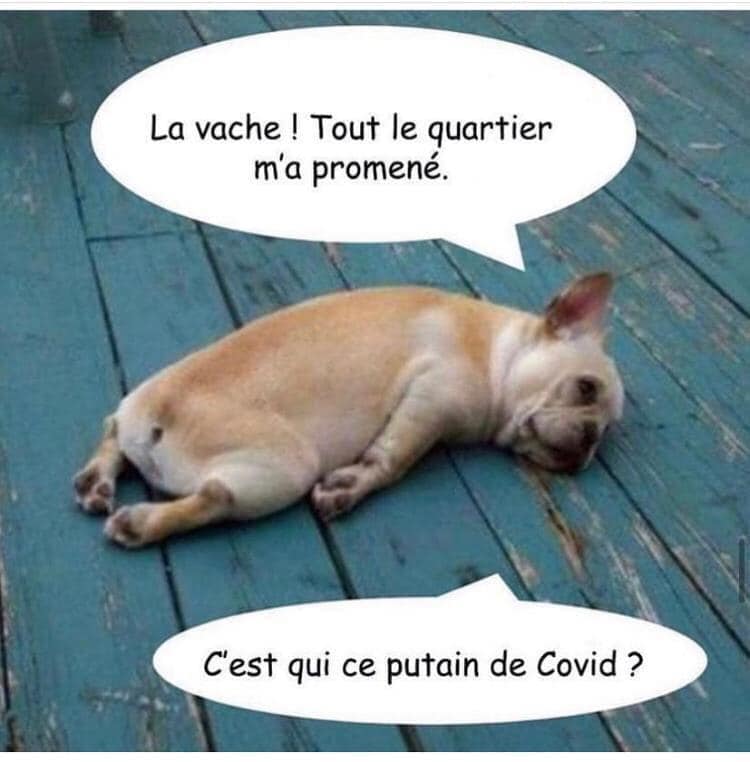 La vache ! Tout le quartier
m'a promené.
C'est qui ce putain de Covid ?